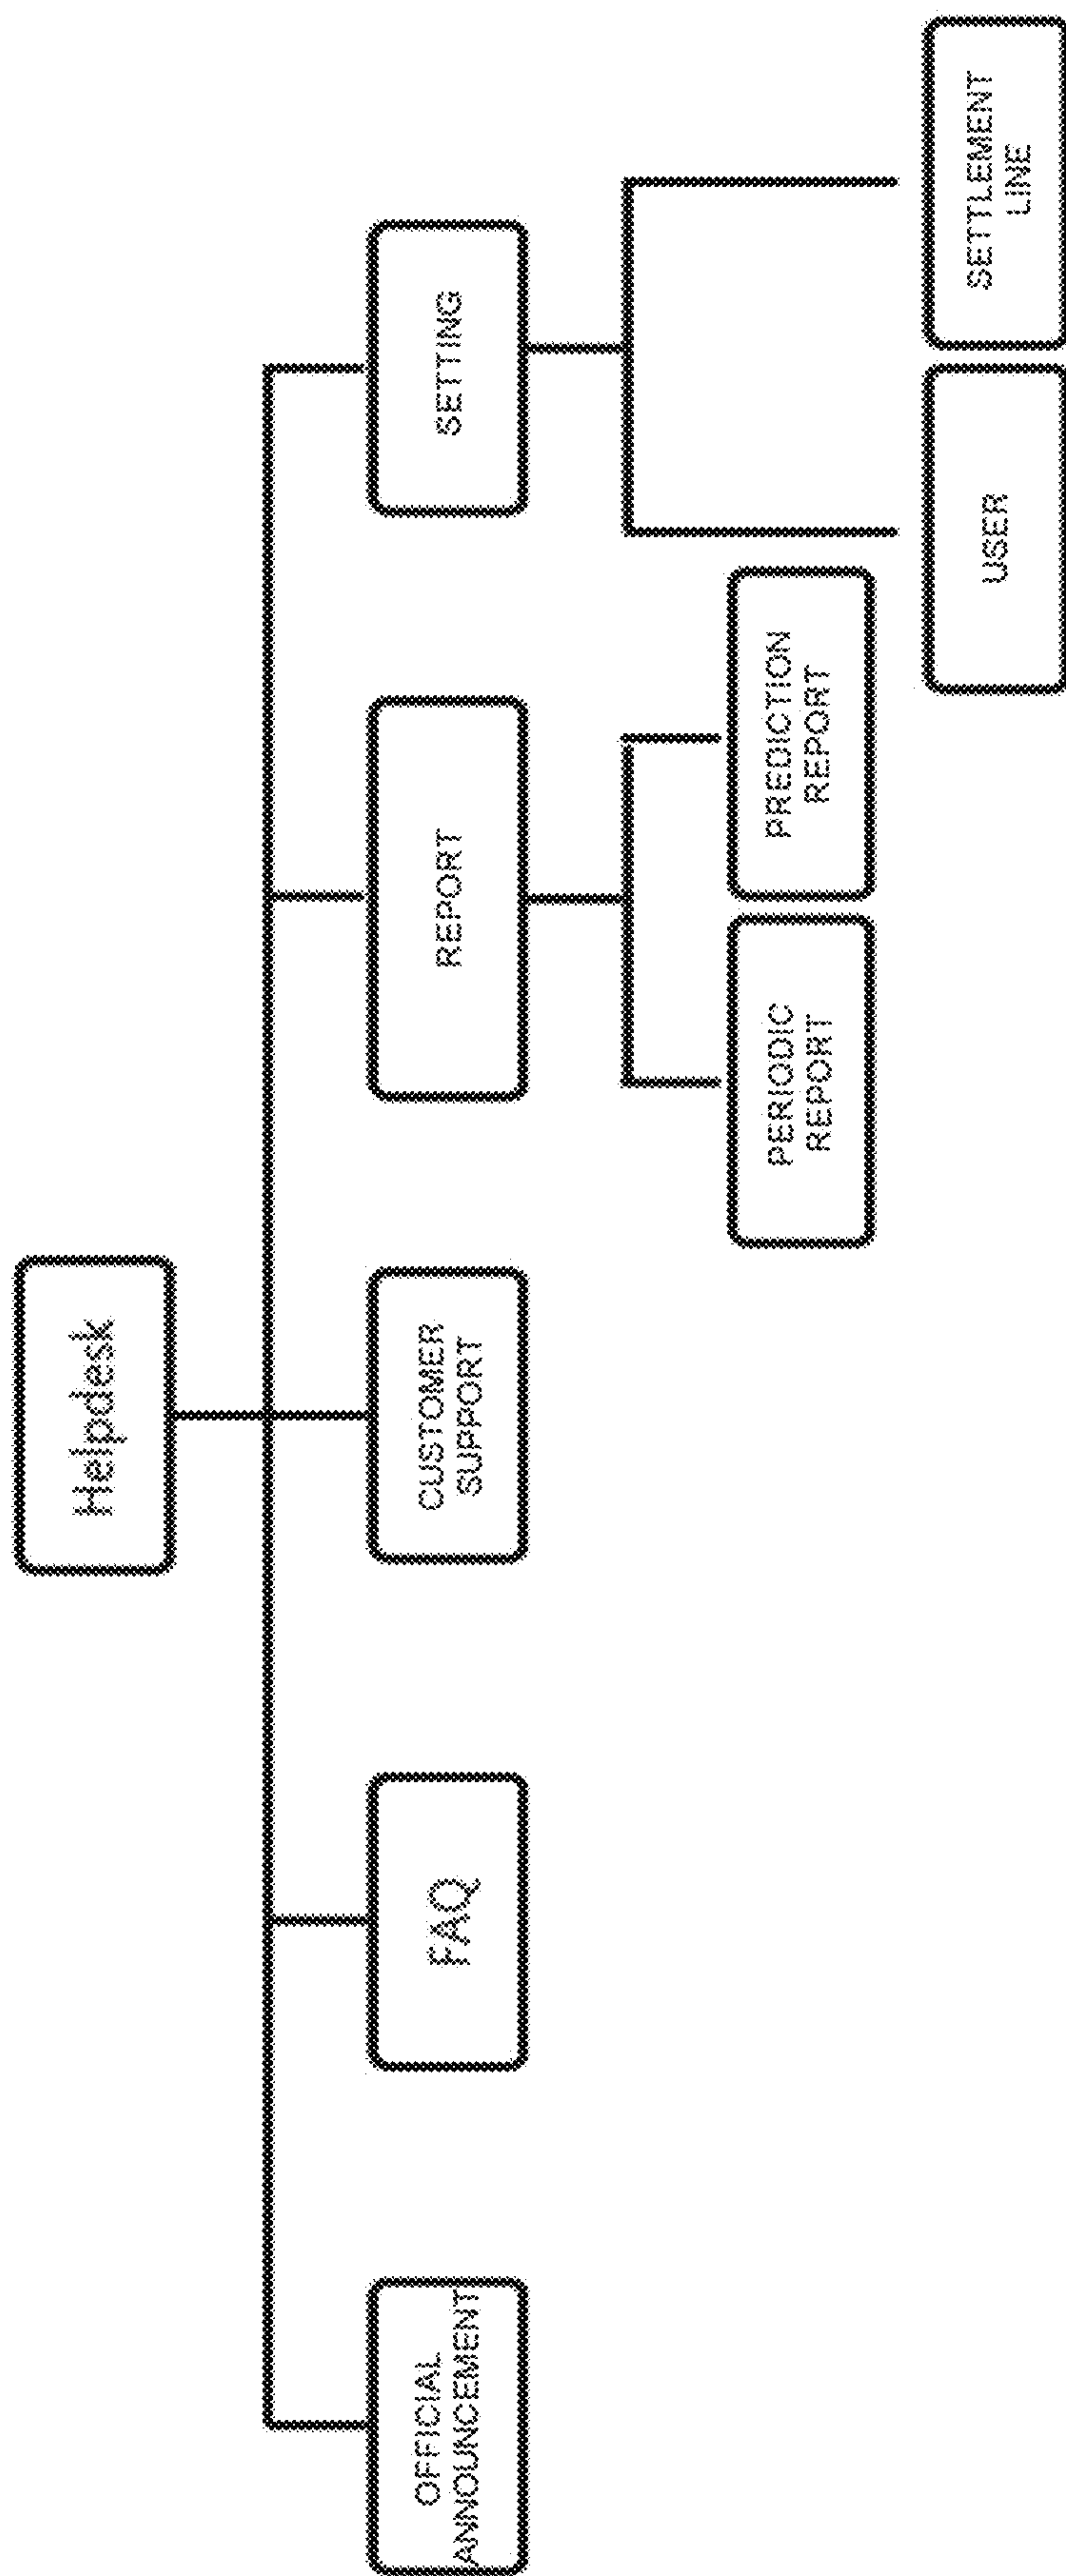 Helpdesk
OFFICIAL
ANNOUNCEMENT
FAQ
CUSTOMER
SUPPORT
REPORT
SETTING
PERIODIC
REPORT
PREDICTION
REPORT
USER
SETTLEMENT
LINE